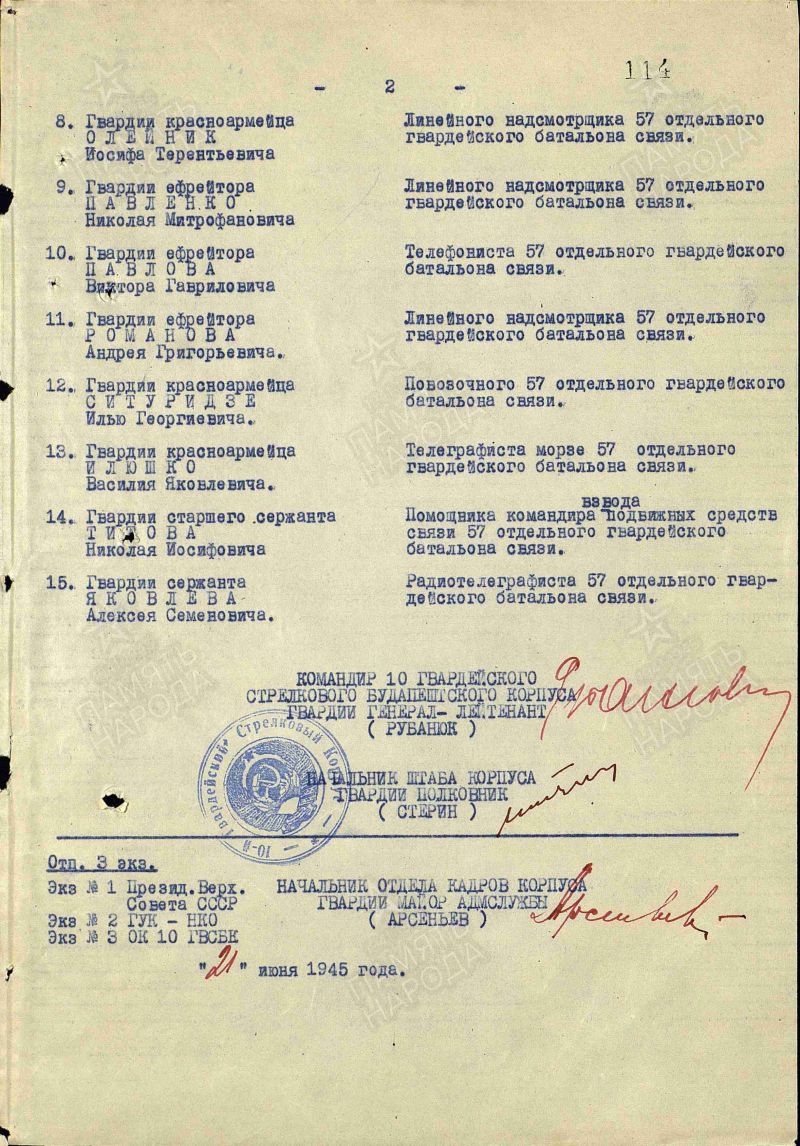 114
- 2 -
8. Гвардии красноармейца
О Л Е Й Н И К
Иосифа Терентьевича
Линейного надсмотрщика 57 отдельного
гвардейского батальона связи.
9. Гвардии ефрейтора
П А В Л Е Н К О
Николая Митрофановича
Линейного надсмотрщика 57 отдельного
гвардейского батальона связи.
10. Гвардии ефрейтора
П А В Л О В А
Виктора Гавриловича
Телефониста 57 отдельного гвардейского
батальона связи.
11. Гвардии ефрейтора
Р О М А Н О В А
Андрея Григорьевича.
Линейного надсмотрщика 57 отдельного
гвардейского батальона связи.
12. Гвардии красноармейца
С И Т У Р И Д З Е
Илью Георгиевича.
Повозочного 57 отдельного гвардейского
батальона связи.
13. Гвардии красноармейца
И Л Ю Ш К О
Василия Яковлевича.
Телеграфиста морзе 57 отдельного
гвардейского батальона связи.
14. Гвардии старшего сержанта
Т И Т О В А
Николая Иосифовича
взвода
Помощника командира подвижных средств
связи 57 отдельного гвардейского
батальона связи.
15. Гвардии сержанта
Я К О В Л Е В А
Алексея Семеновича.
Радиотелеграфиста 57 отдельного гвар-
дейского батальона связи.
КОМАНДИР 10 ГВАРДЕЙСКОГО
СТРЕЛКОВОГО БУДАПЕШТСКОГО КОРПУСА
ГВАРДИИ ГЕНЕРАЛ- ЛЕЙТЕНАНТ
( РУБАНЮК )
10-й Гвардейский Стрелковый Корпус
НАЧАЛЬНИК ШТАБА КОРПУСА
ГВАРДИИ ПОЛКОВНИК
( СТЕРИН )
Отп. 3 экз.
Экз № 1 Презид.Верх.
Совета СССР
Экз № 2 ГУК - НКО
Экз № 3 ОК 10 ГВСБК
НАЧАЛЬНИК ОТДЕЛА КАДРОВ КОРПУСА
ГВАРДИИ МАЙОР АДМСЛУЖБЫ
( АРСЕНЬЕВ )
"21" июня 1945 года.
ПАМЯТЬ
НАРОДА